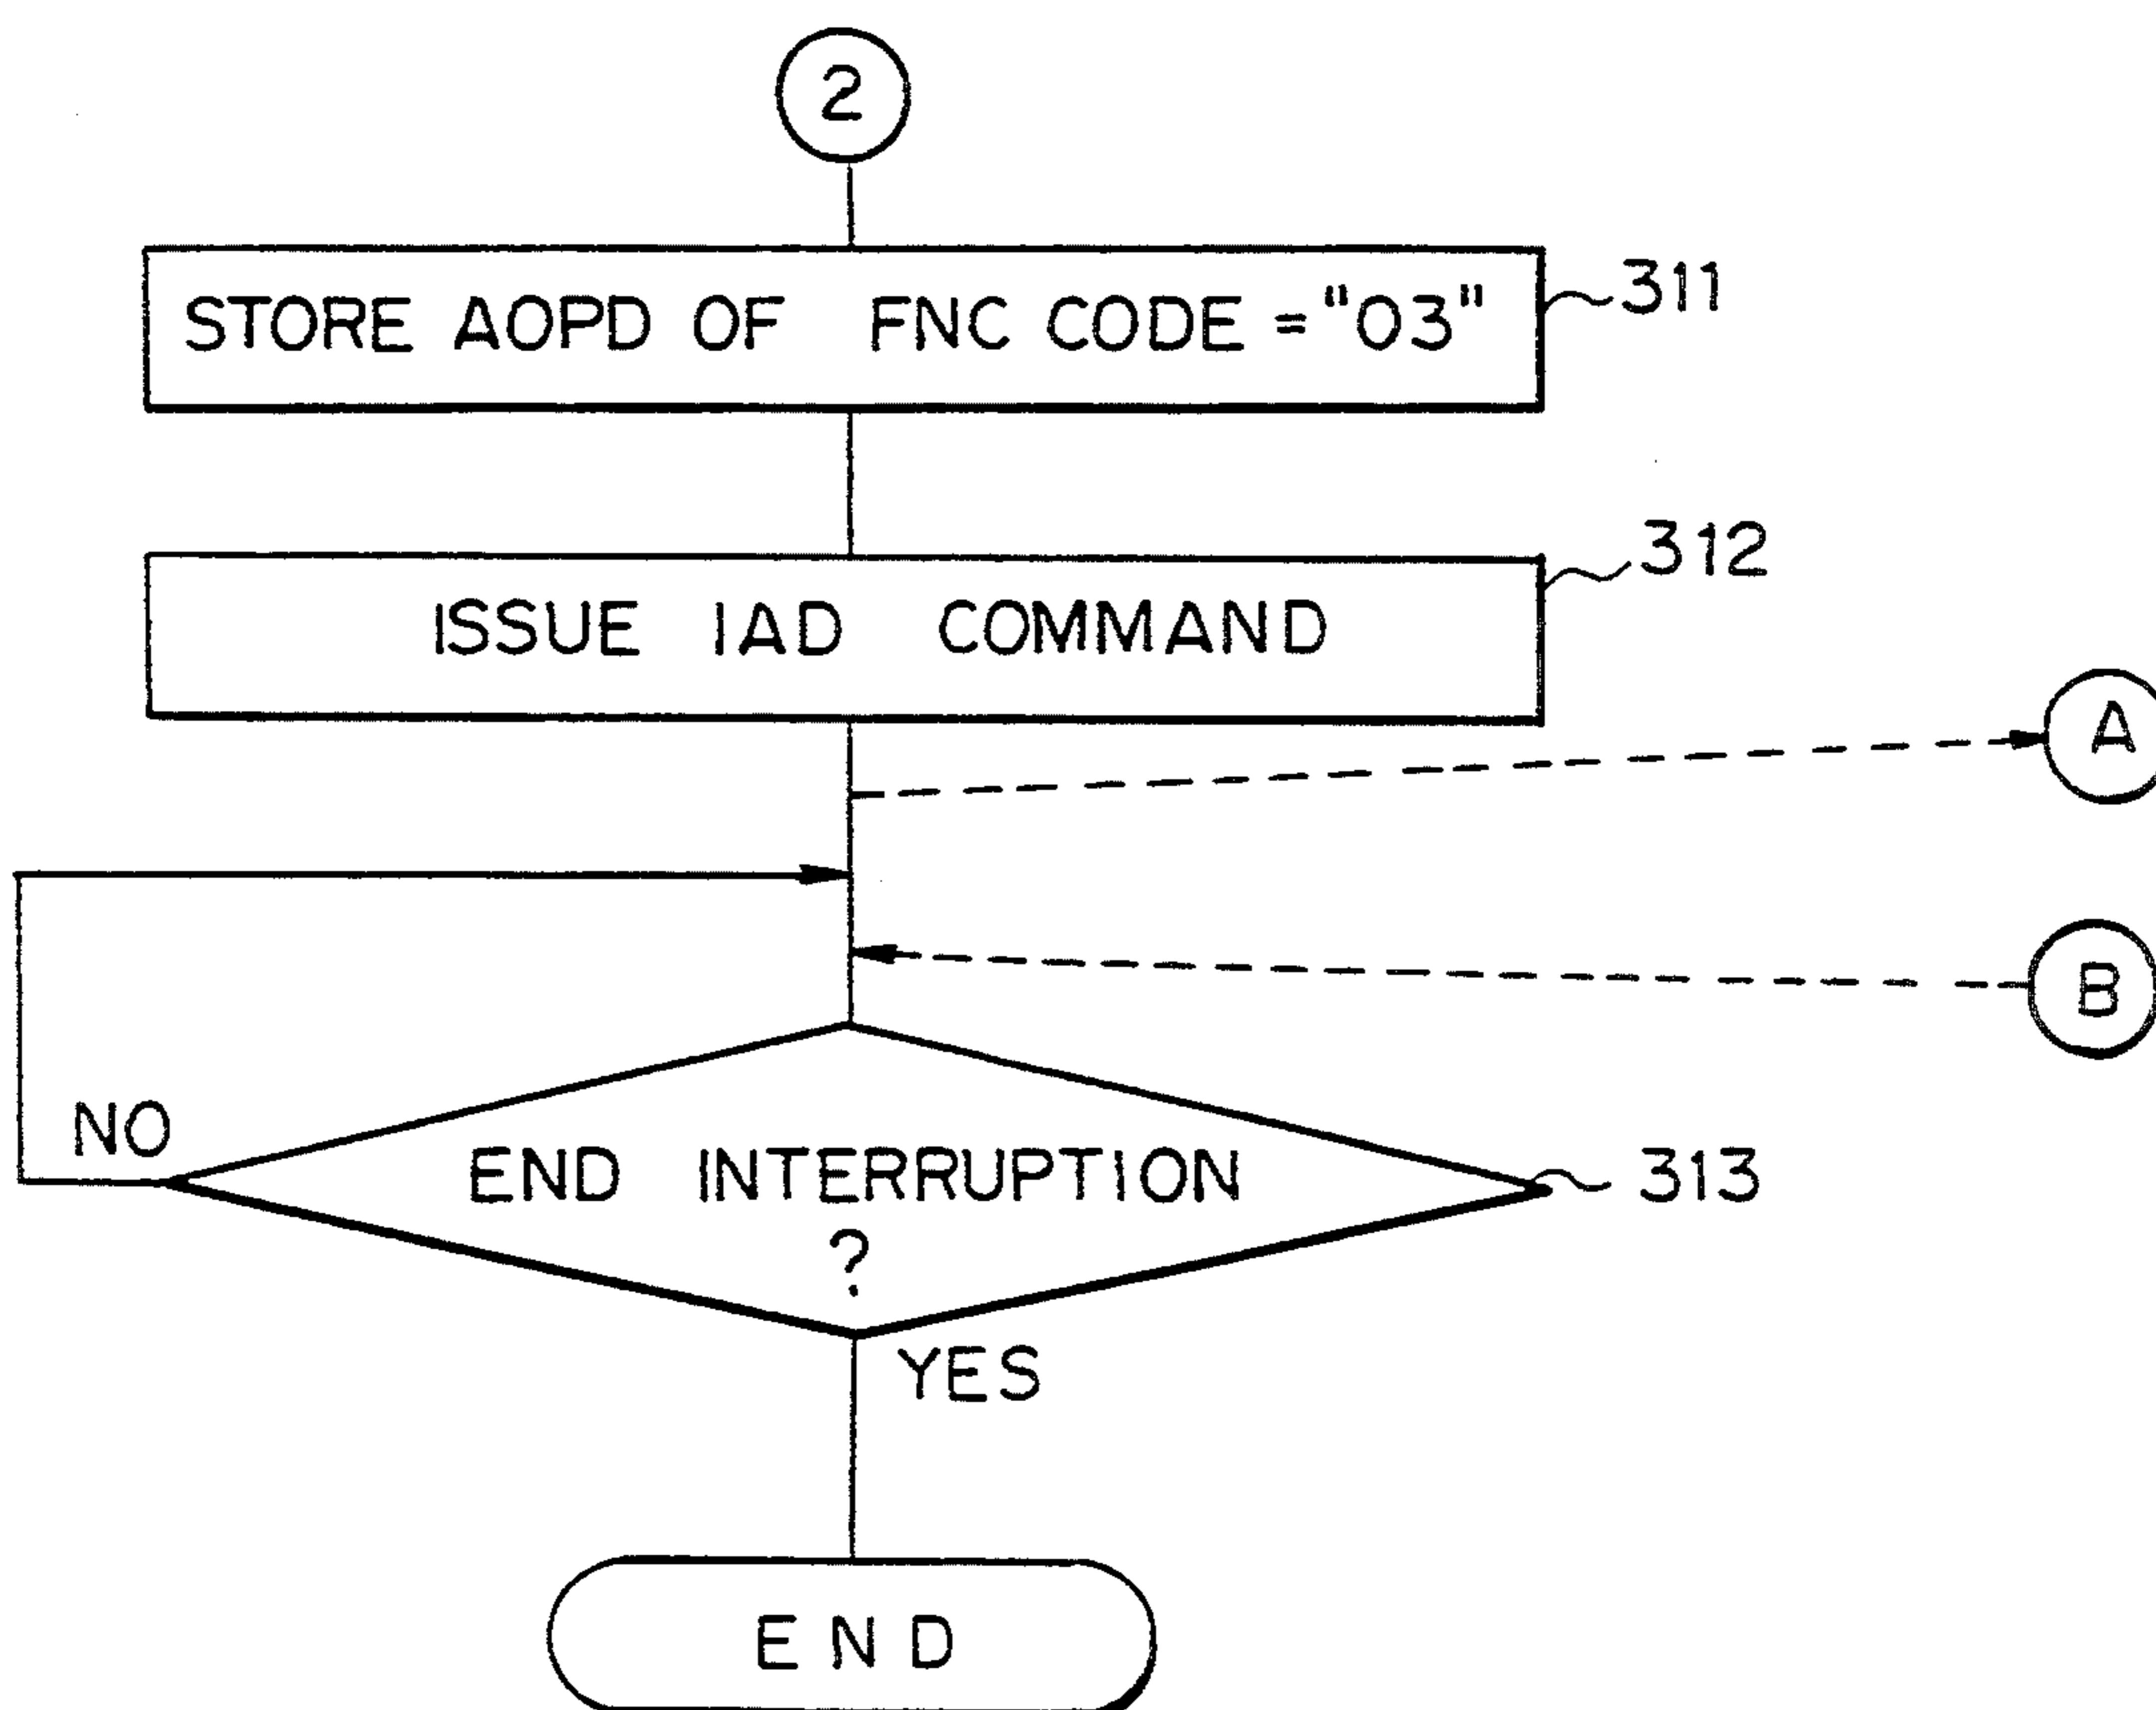 2
STORE AOPD OF FNC CODE = "03"
311
312
ISSUE IAD COMMAND
A
B
NO
END INTERRUPTION
?
313
YES
END